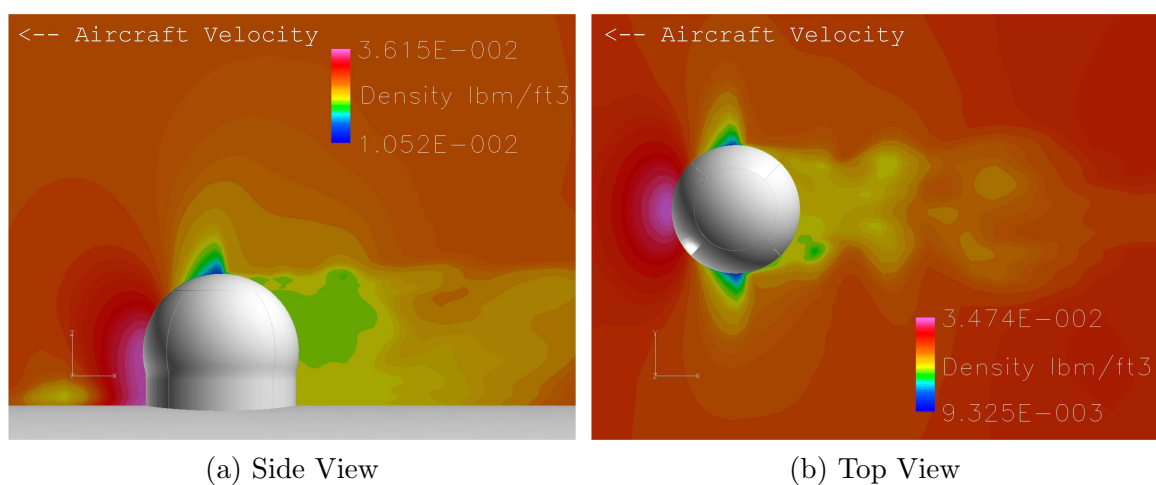 <-- Aircraft Velocity
3.615E-002
Density lbm/ft3
1.052E-002
Z
X
(a) Side View
<-- Aircraft Velocity
3.474E-002
Density lbm/ft3
9.325E-003
Y
Z
X
(b) Top View